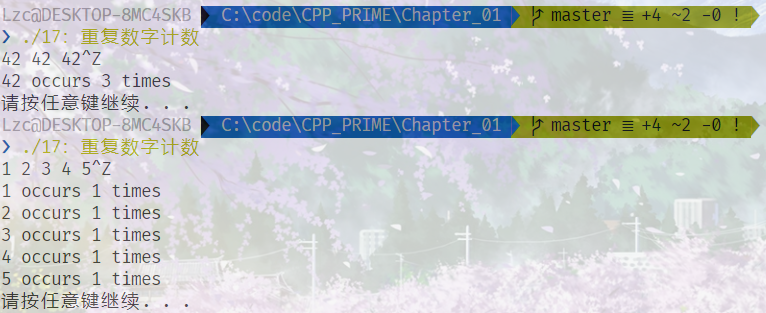 Lzc@DESKTOP-8MC4SKB C:\code\CPP_PRIME\Chapter_01 master ≡ +4 ~2 -0 !
❯ ./17: 重复数字计数
42 42 42^Z
42 occurs 3 times
请按任意键继续. . .
Lzc@DESKTOP-8MC4SKB C:\code\CPP_PRIME\Chapter_01 master ≡ +4 ~2 -0 !
❯ ./17: 重复数字计数
1 2 3 4 5^Z
1 occurs 1 times
2 occurs 1 times
3 occurs 1 times
4 occurs 1 times
5 occurs 1 times
请按任意键继续. . .